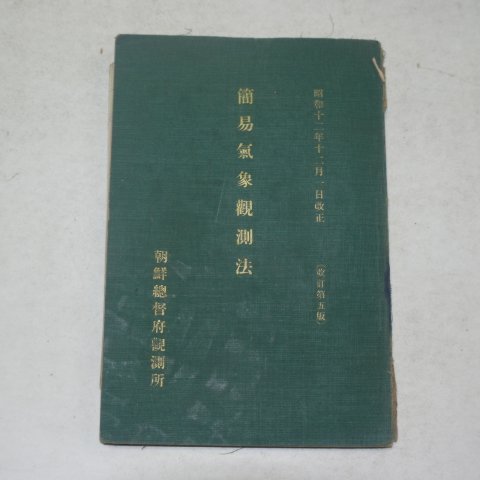 昭和十二年十二月一日改正
(改訂第五版)
簡易氣象觀測法
朝鮮總督府觀測所